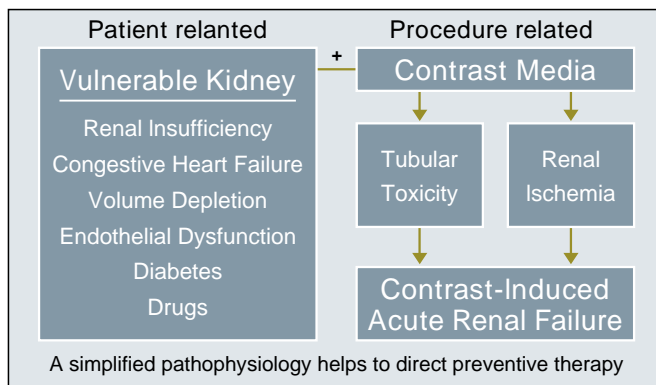 Patient relanted
Vulnerable Kidney
Renal Insufficiency
Congestive Heart Failure
Volume Depletion
Endothelial Dysfunction
Diabetes
Drugs
+
Procedure related
Contrast Media
Tubular
Toxicity
Renal
Ischemia
Contrast-Induced
Acute Renal Failure
A simplified pathophysiology helps to direct preventive therapy